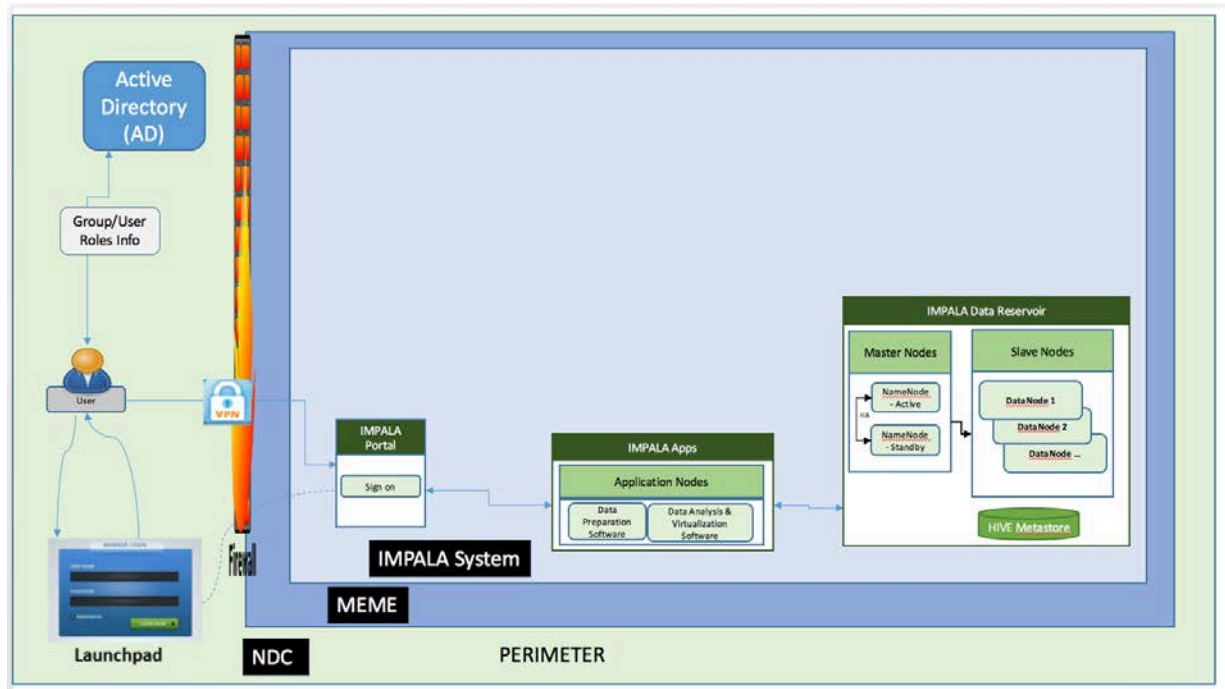 Active
Directory
(AD)
Group/User
Roles Info
User
VPN
Firewall
Launchpad
IMPALA
Portal
Sign on
IMPALA Apps
Application Nodes
Data
Preparation
Software
Data Analysis &
Virtualization
Software
IMPALA Data Reservoir
Master Nodes
NameNode
- Active
HA
NameNode
- Standby
Slave Nodes
DataNode 1
DataNode 2
DataNode ...
HIVE Metastore
IMPALA System
MEME
NDC
PERIMETER